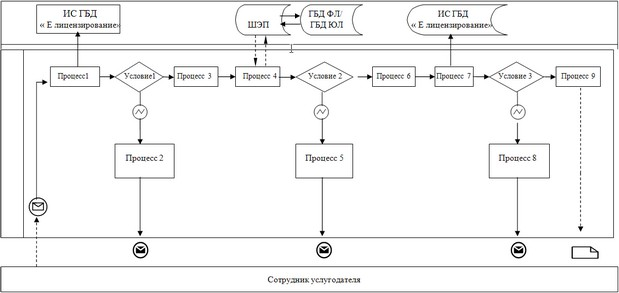 ИС ГБД
« Е лицензирование»
ШЭП
ГБД ФЛ/
ГБД ЮЛ
ИС ГБД
« Е лицензирование»
Процесс1
Условие1
Процесс 3
Процесс 4
Условие 2
Процесс 6
Процесс 7
Условие 3
Процесс 9
Процесс 2
Процесс 5
Процесс 8
Сотрудник услугодателя